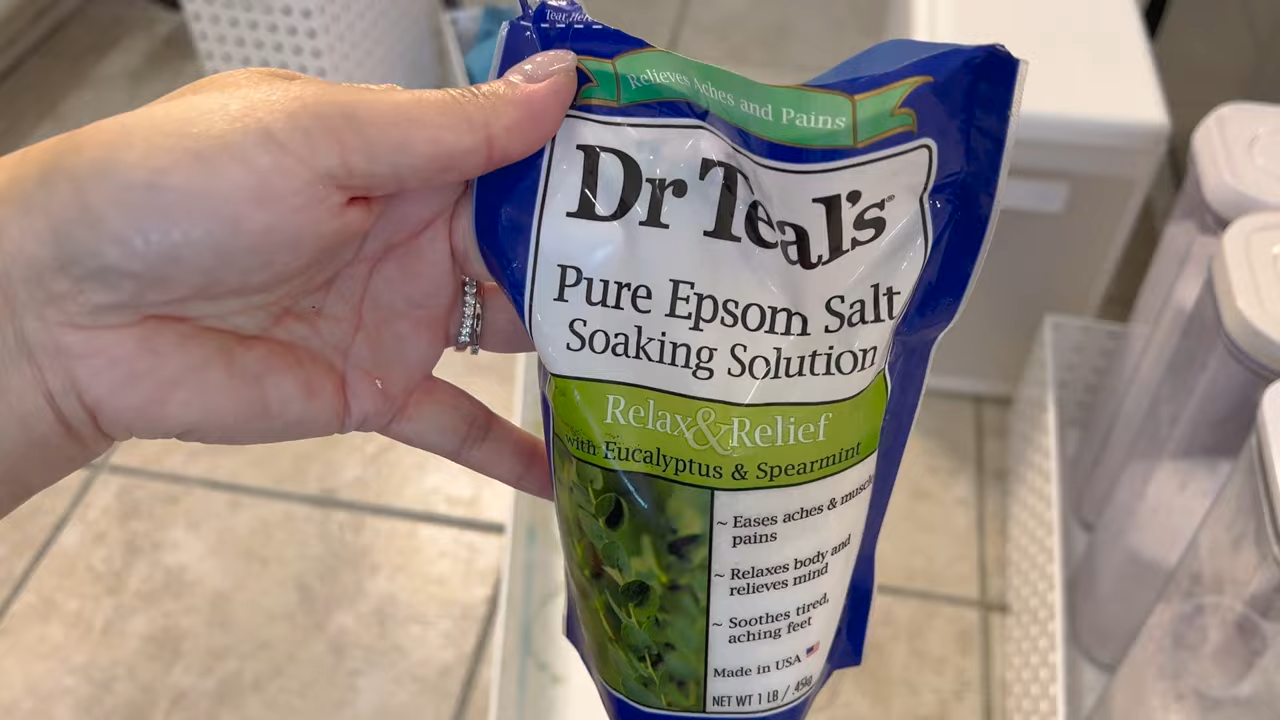 Tear Here
Relieves Aches and Pains
Dr Teal's®
Pure Epsom Salt
Soaking Solution
Relax & Relief
with Eucalyptus & Spearmint
~ Eases aches & muscle
pains
~ Relaxes body and
relieves mind
~ Soothes tired,
aching feet
Made in USA
NET WT 1 LB / .45kg